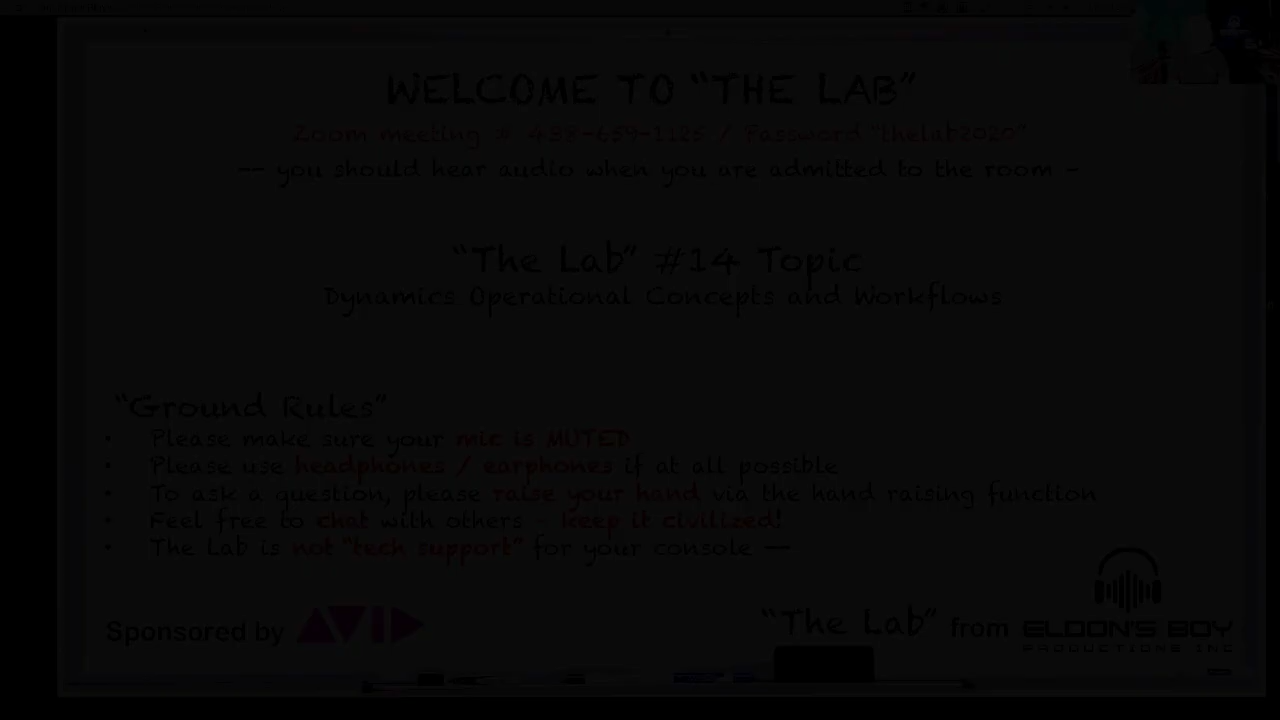 WELCOME TO “THE LAB”
Zoom meeting # 438-659-1125 / Password “thelab2020”
-- you should hear audio when you are admitted to the room -
“The Lab” #14 Topic
Dynamics Operational Concepts and Workflows
“Ground Rules”
• Please make sure your mic is MUTED
• Please use headphones / earphones if at all possible
• To ask a question, please raise your hand via the hand raising function
• Feel free to chat with others - keep it civilized!
• The Lab is not “tech support” for your console --
Sponsored by AVID
“The Lab” from ELDON'S BOY
PRODUCTIONS INC